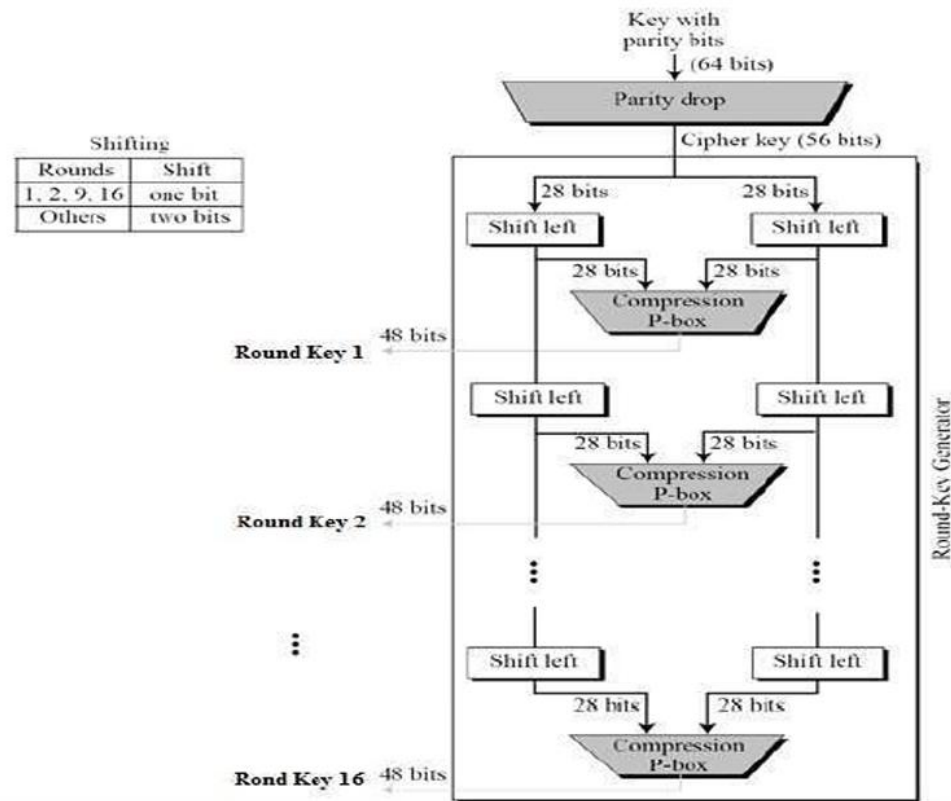 Key with
parity bits
(64 bits)
Parity drop
Cipher key (56 bits)
Shifting
Rounds Shift
1, 2, 9, 16 one bit
Others two bits
28 bits 28 bits
Shift left Shift left
28 bits 28 bits
Compression
P-box
48 bits
Round Key 1
Shift left Shift left
28 bits 28 bits
Compression
P-box
48 bits
Round Key 2
Round-Key Generator
Shift left Shift left
28 bits 28 bits
Compression
P-box
Rond Key 16 48 bits